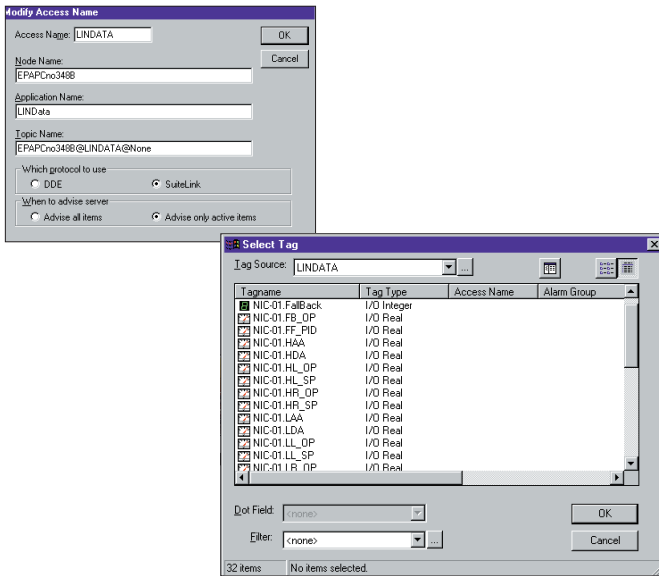 Modify Access Name
Access Name: LINDATA
OK
Cancel
Node Name:
EPAPCno348B
Application Name:
LINData
Topic Name:
EPAPCno348B@LINDATA@None
Which protocol to use
DDE SuiteLink
When to advise server
Advise all items Advise only active items
Select Tag
Tag Source: LINDATA ...
Tagname Tag Type Access Name Alarm Group
NIC-01.FallBack I/O Integer
NIC-01.FB_OP I/O Real
NIC-01.FF_PID I/O Real
NIC-01.HAA I/O Real
NIC-01.HDA I/O Real
NIC-01.HL_OP I/O Real
NIC-01.HL_SP I/O Real
NIC-01.HR_OP I/O Real
NIC-01.HR_SP I/O Real
NIC-01.LAA I/O Real
NIC-01.LDA I/O Real
NIC-01.LL_OP I/O Real
NIC-01.LL_SP I/O Real
NIC-01.LR_OP I/O Real
Dot Field: <none>
OK
Filter: <none> ...
Cancel
32 items No items selected.